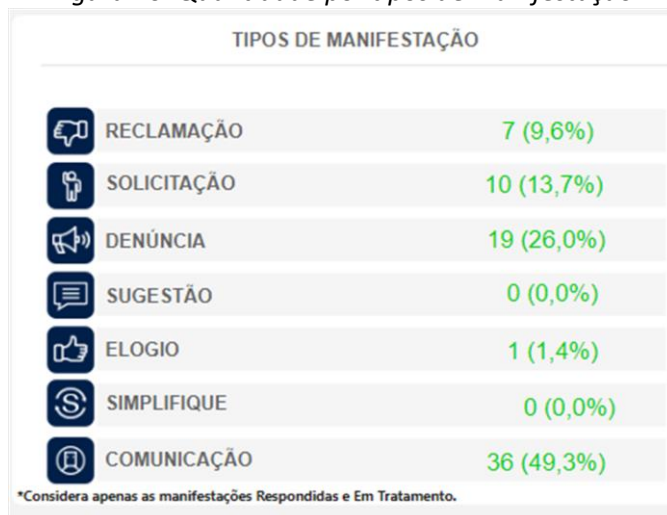 TIPOS DE MANIFESTAÇÃO
RECLAMAÇÃO 7 (9,6%)
SOLICITAÇÃO 10 (13,7%)
DENÚNCIA 19 (26,0%)
SUGESTÃO 0 (0,0%)
ELOGIO 1 (1,4%)
SIMPLIFIQUE 0 (0,0%)
COMUNICAÇÃO 36 (49,3%)
*Considera apenas as manifestações Respondidas e Em Tratamento.